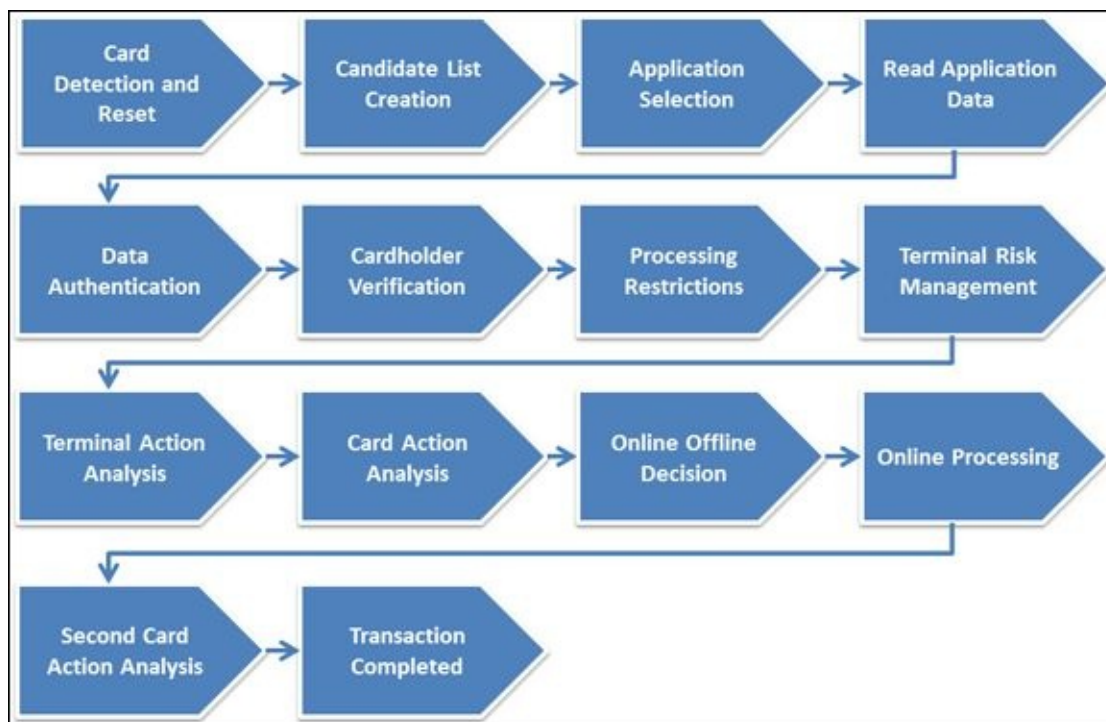 Card
Detection and
Reset
Candidate List
Creation
Application
Selection
Read Application
Data
Data
Authentication
Cardholder
Verification
Processing
Restrictions
Terminal Risk
Management
Terminal Action
Analysis
Card Action
Analysis
Online Offline
Decision
Online Processing
Second Card
Action Analysis
Transaction
Completed